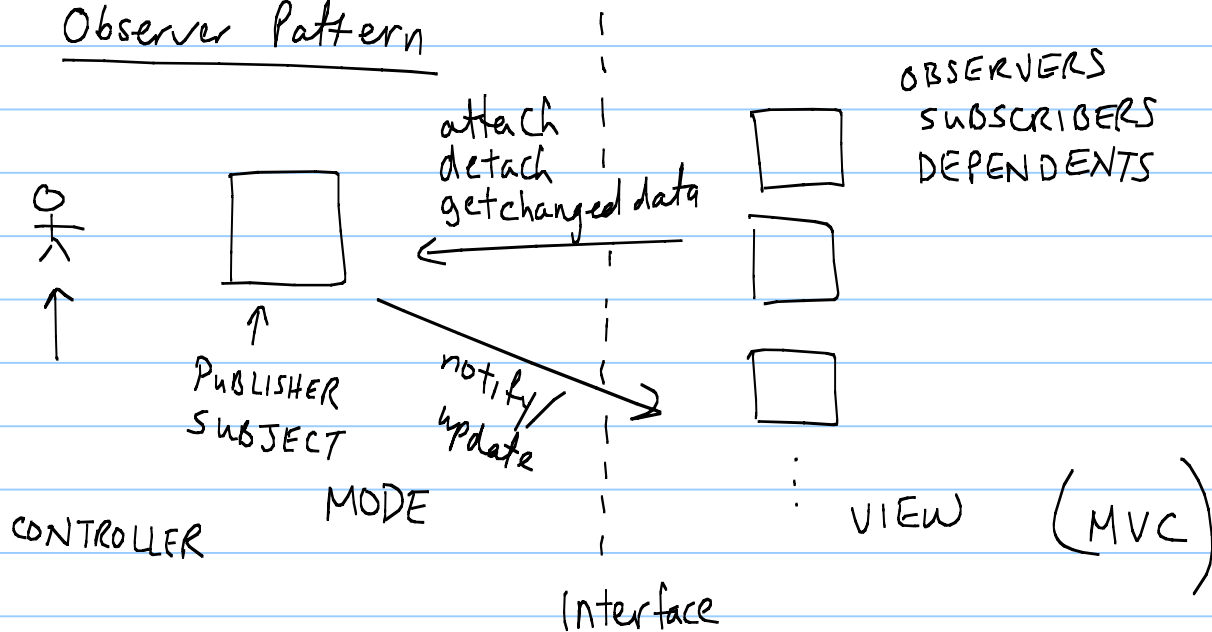 Observer Pattern
OBSERVERS
SUBSCRIBERS
DEPENDENTS
attach
detach
getchanged data
notify/
update
PUBLISHER
SUBJECT
MODE
CONTROLLER
VIEW
(MVC)
Interface